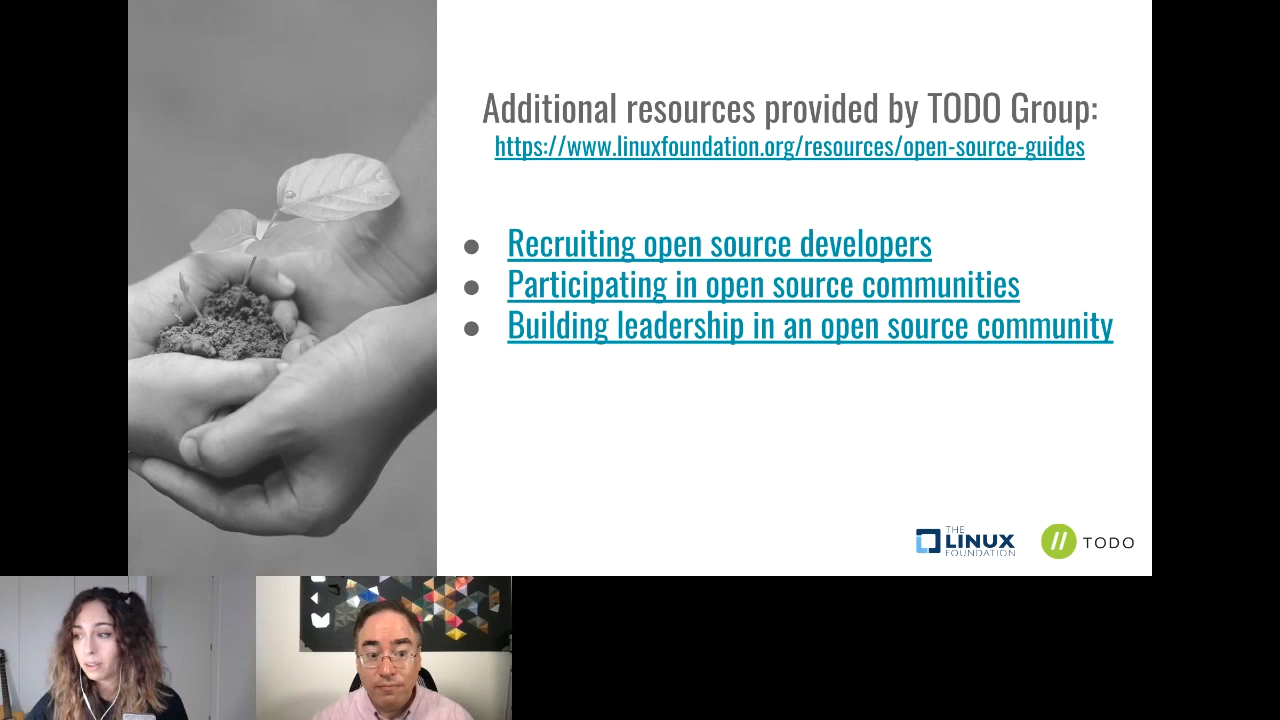 Additional resources provided by TODO Group:
https://www.linuxfoundation.org/resources/open-source-guides
● Recruiting open source developers
● Participating in open source communities
● Building leadership in an open source community
THE
LINUX
FOUNDATION
TODO